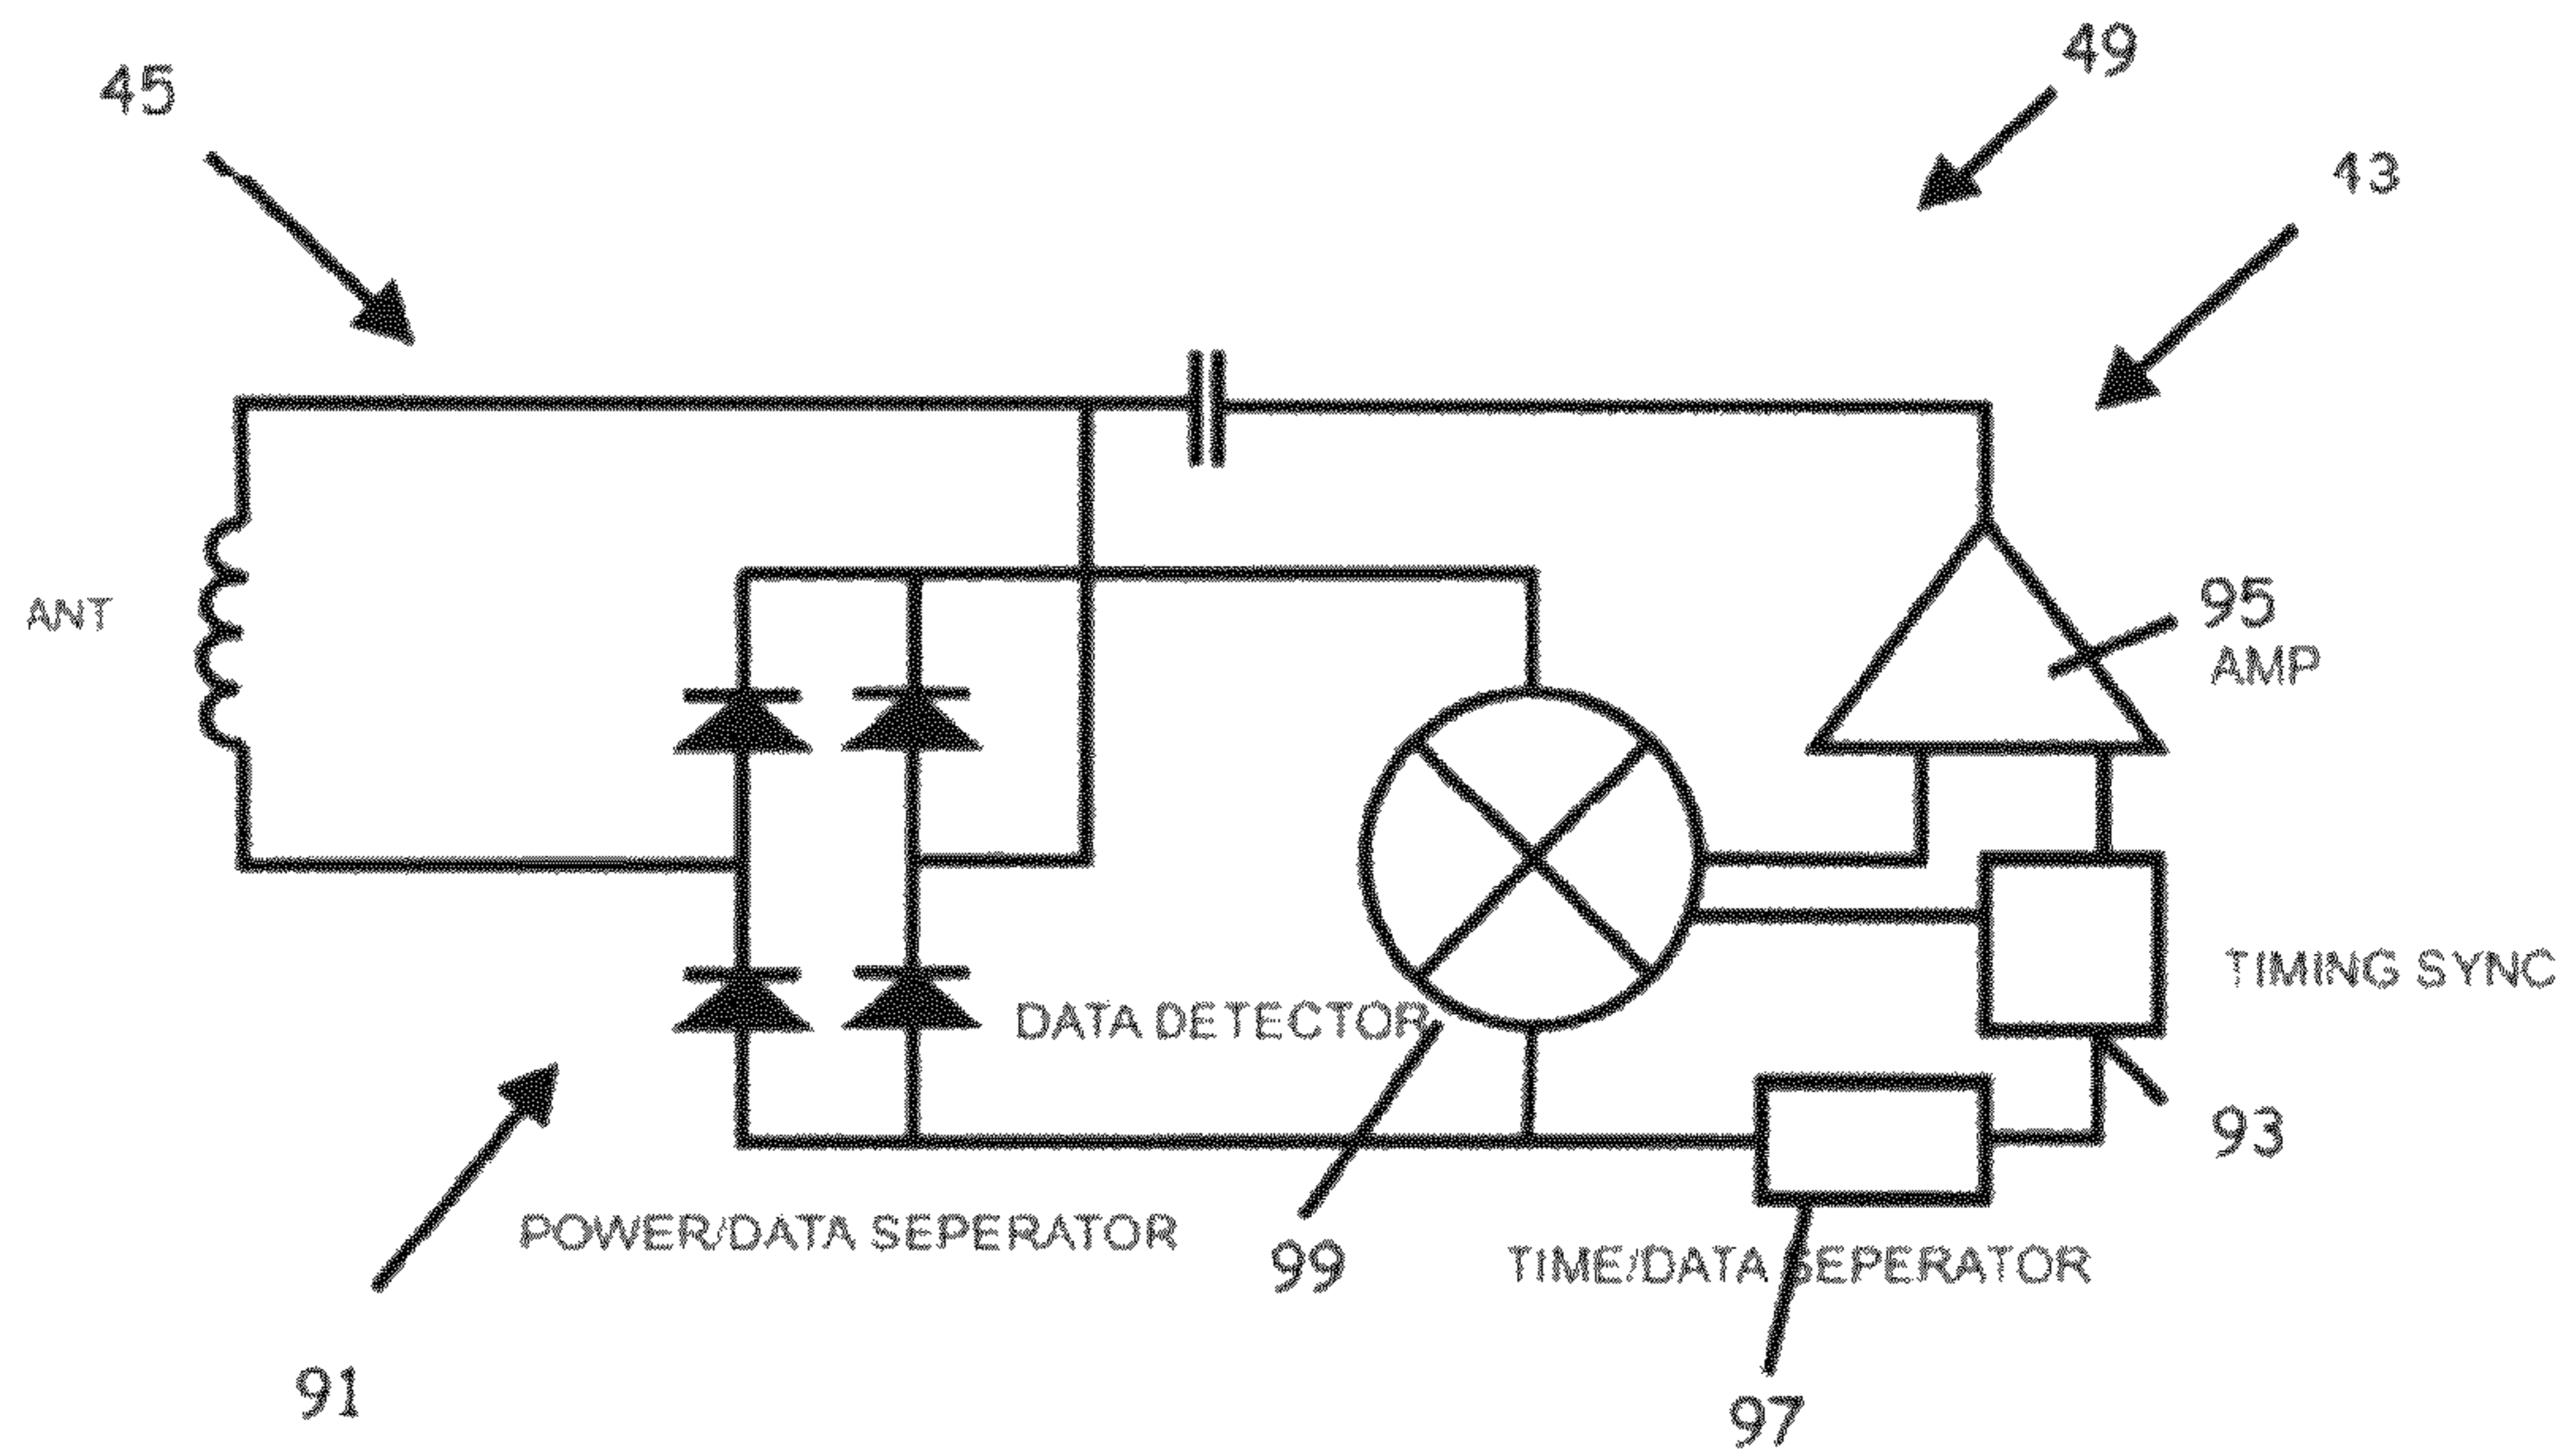 49
45
43
95
ANT
AMP
TIMING SYNC
DATA DETECTOR
93
POWER/DATA SEPERATOR
99
TIME/DATA SEPERATOR
91
97